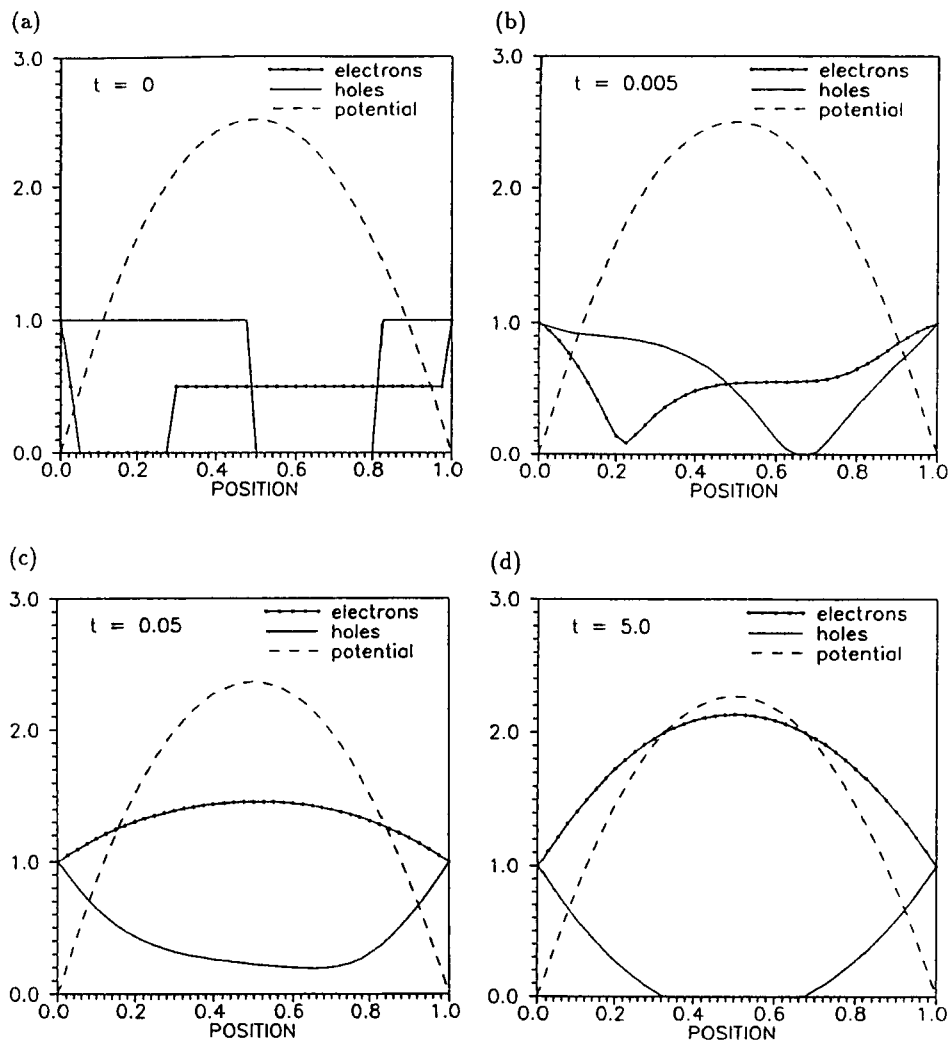 (a)
3.0
2.0
1.0
0.0
t = 0
electrons
holes
potential
0.0 0.2 0.4 0.6 0.8 1.0
POSITION
(b)
3.0
2.0
1.0
0.0
t = 0.005
electrons
holes
potential
0.0 0.2 0.4 0.6 0.8 1.0
POSITION
(c)
3.0
2.0
1.0
0.0
t = 0.05
electrons
holes
potential
0.0 0.2 0.4 0.6 0.8 1.0
POSITION
(d)
3.0
2.0
1.0
0.0
t = 5.0
electrons
holes
potential
0.0 0.2 0.4 0.6 0.8 1.0
POSITION